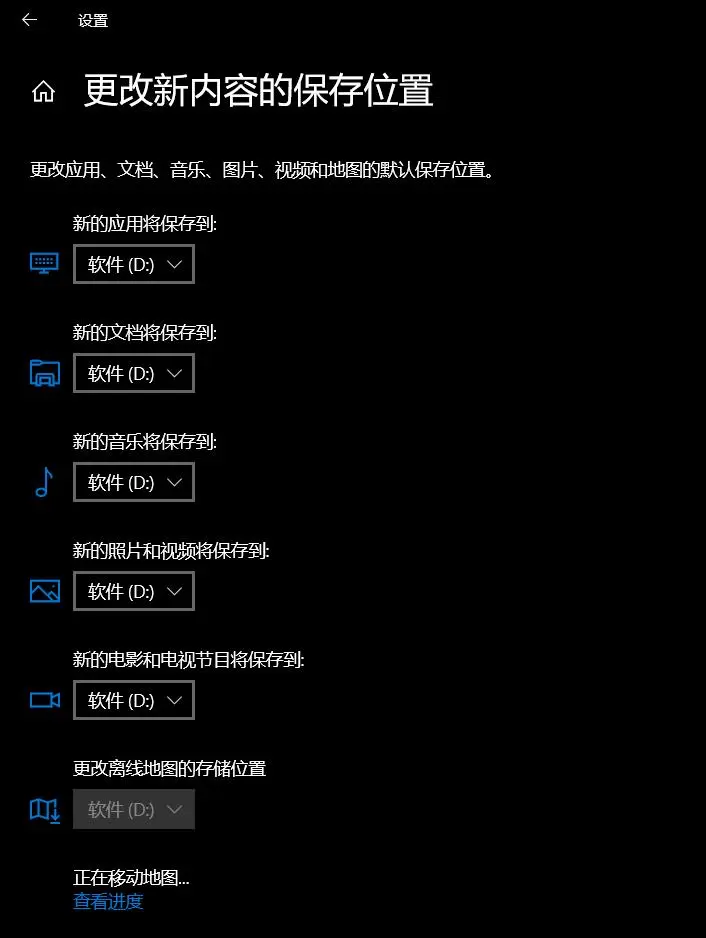 设置
更改新内容的保存位置
更改应用、文档、音乐、图片、视频和地图的默认保存位置。
新的应用将保存到:
软件 (D:)
新的文档将保存到:
软件 (D:)
新的音乐将保存到:
软件 (D:)
新的照片和视频将保存到:
软件 (D:)
新的电影和电视节目将保存到:
软件 (D:)
更改离线地图的存储位置
软件 (D:)
正在移动地图...
查看进度